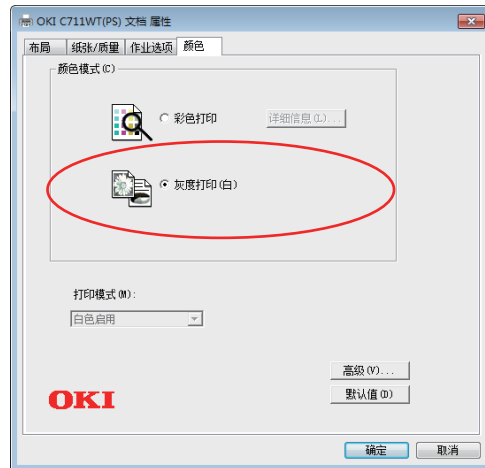 OKI C711WT(PS) 文档 属性
布局 纸张/质量 作业选项 颜色
颜色模式(C)
彩色打印 详细信息(L)...
灰度打印(白)
打印模式(M):
白色启用
高级(V)...
OKI
默认值(D)
确定 取消